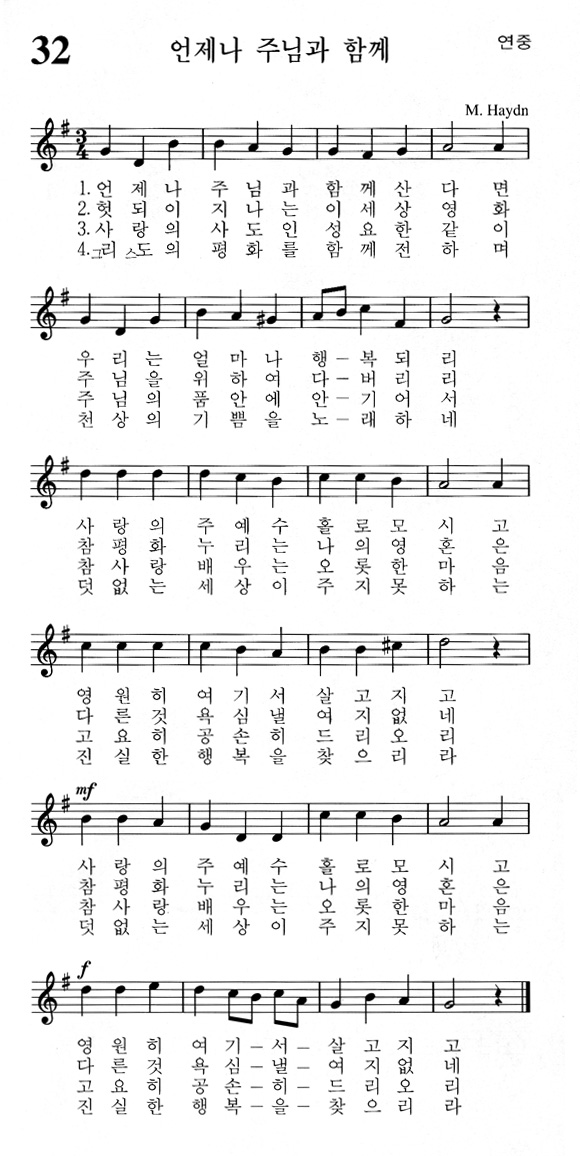 32 언제나 주님과 함께 연중
M. Haydn
1. 언 제 나 주 님 과 함 께 산 다 면
2. 헛 되 이 지 나 는 이 세 상 영 화
3. 사 랑 의 사 도 인 성 요 한 같 이
4. 그리스도의 평 화 를 함 께 전 하 며
우 리 는 얼 마 나 행 – 복 되 리
주 님 을 위 하 여 다 – 버 리 리
주 님 의 품 안 에 안 – 기 어 서
천 상 의 기 쁨 을 노 – 래 하 네
사 랑 의 주 예 수 홀 로 모 시 고
참 평 화 누 리 는 나 의 영 혼 은
참 사 랑 배 우 는 오 롯 한 마 음
덧 없 는 세 상 이 주 지 못 하 는
영 원 히 여 기 서 살 고 지 고
다 른 것 욕 심 낼 여 지 없 네
고 요 히 공 손 히 드 리 오 리
진 실 한 행 복 을 찾 으 리 라
mf
사 랑 의 주 예 수 홀 로 모 시 고
참 평 화 누 리 는 나 의 영 혼 은
참 사 랑 배 우 는 오 롯 한 마 음
덧 없 는 세 상 이 주 지 못 하 는
f
영 원 히 여 기 – 서 – 살 고 지 고
다 른 것 욕 심 – 낼 – 여 지 없 네
고 요 히 공 손 – 히 – 드 리 오 리
진 실 한 행 복 – 을 – 찾 으 리 라